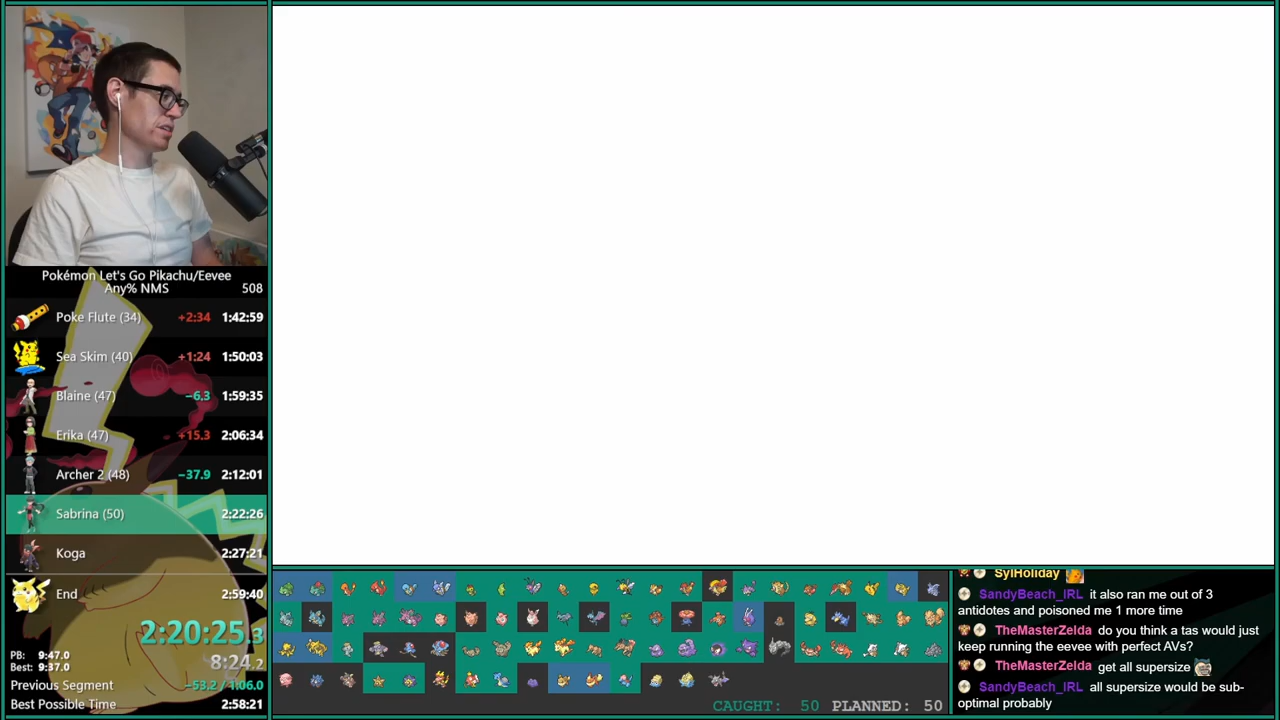 Pokémon Let's Go Pikachu/Eevee
Any% NMS 508
Poke Flute (34) +2:34 1:42:59
Sea Skim (40) +1:24 1:50:03
Blaine (47) −6.3 1:59:35
Erika (47) +15.3 2:06:34
Archer 2 (48) −37.9 2:12:01
Sabrina (50) 2:22:26
Koga 2:27:21
End 2:59:40
2:20:25.3
PB: 9:47.0
Best: 9:37.0
8:24.2
Previous Segment −53.2/1:06.0
Best Possible Time 2:58:21
CAUGHT: 50 PLANNED: 50
SylHoliday
SandyBeach_IRL it also ran me out of 3
antidotes and poisoned me 1 more time
TheMasterZelda do you think a tas would just
keep running the eevee with perfect AVs?
TheMasterZelda get all supersize
SandyBeach_IRL all supersize would be sub-
optimal probably